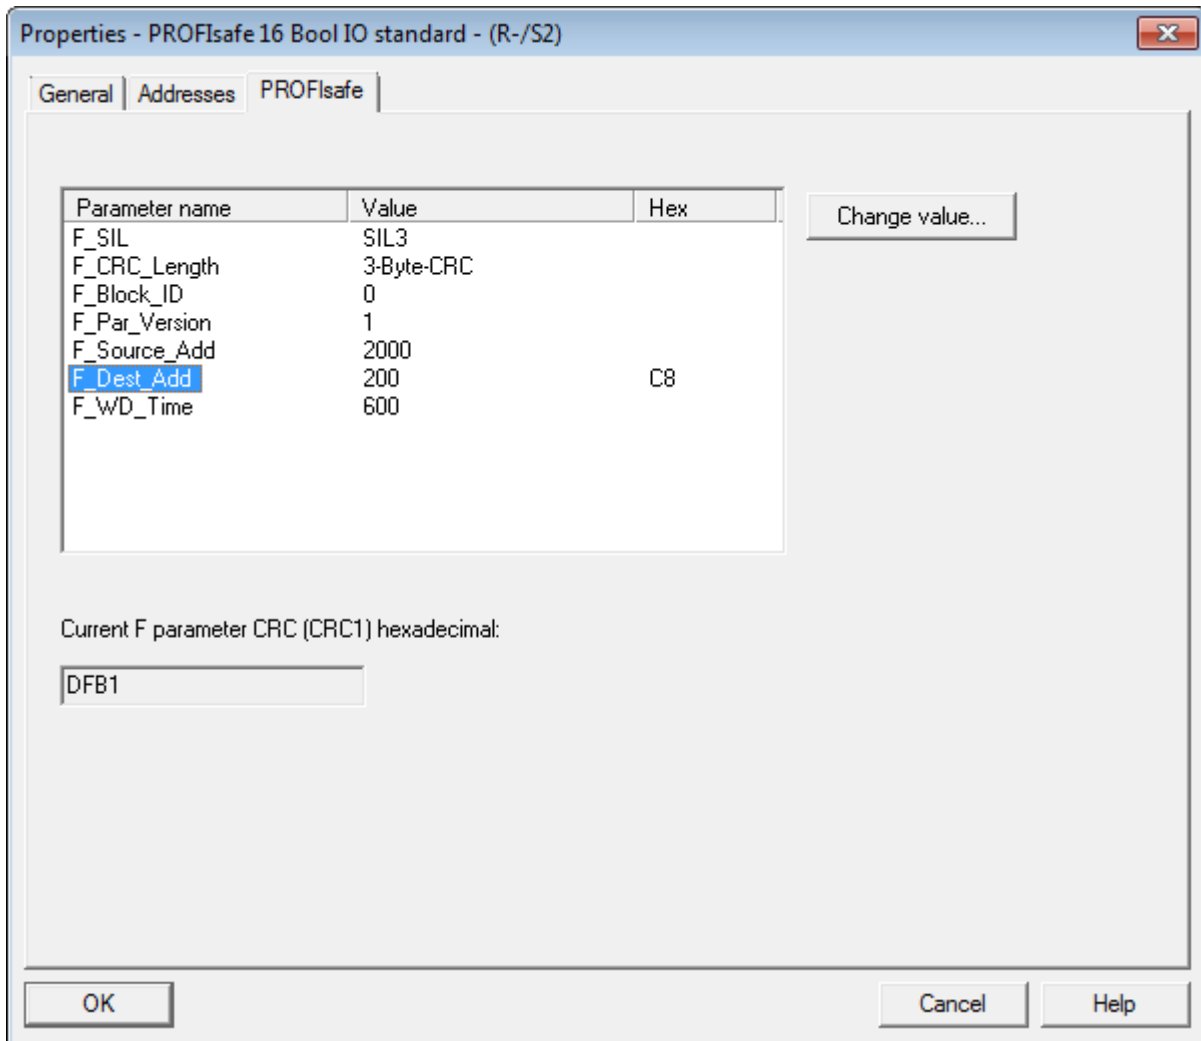 Properties - PROFIsafe 16 Bool IO standard - (R-/S2)
General Addresses PROFIsafe
Parameter name Value Hex
F_SIL SIL3
F_CRC_Length 3-Byte-CRC
F_Block_ID 0
F_Par_Version 1
F_Source_Add 2000
F_Dest_Add 200 C8
F_WD_Time 600
Change value...
Current F parameter CRC (CRC1) hexadecimal:
DFB1
OK Cancel Help